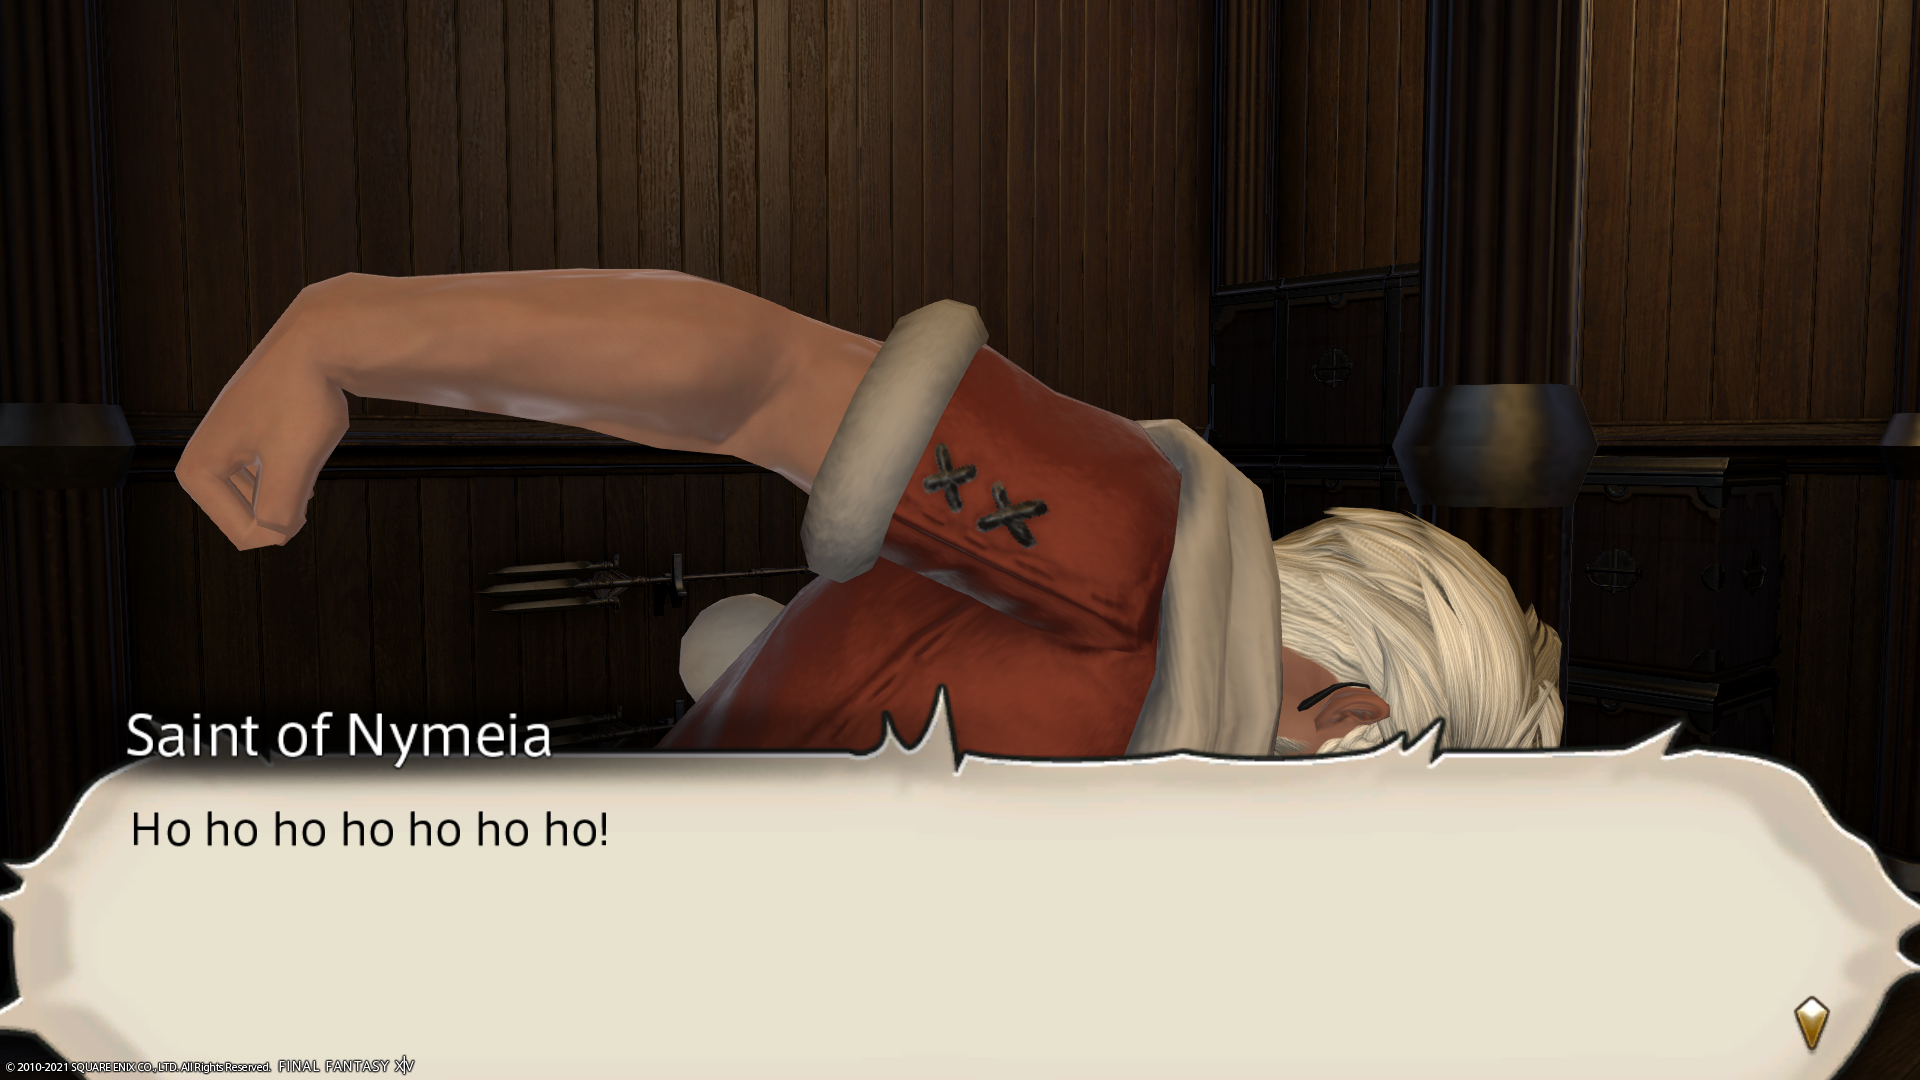 Saint of Nymeia
Ho ho ho ho ho ho ho!
© 2010-2021 SQUARE ENIX CO., LTD. All Rights Reserved. FINAL FANTASY XIV